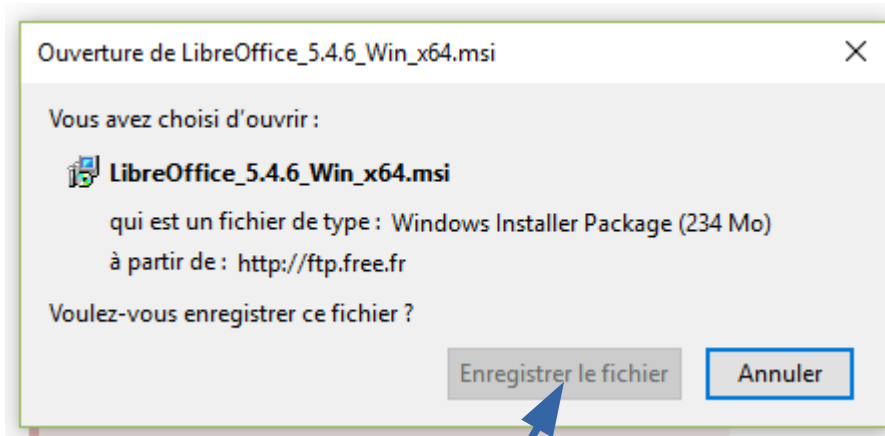 Ouverture de LibreOffice_5.4.6_Win_x64.msi
Vous avez choisi d'ouvrir :
LibreOffice_5.4.6_Win_x64.msi
qui est un fichier de type : Windows Installer Package (234 Mo)
à partir de : http://ftp.free.fr
Voulez-vous enregistrer ce fichier ?
Enregistrer le fichier Annuler